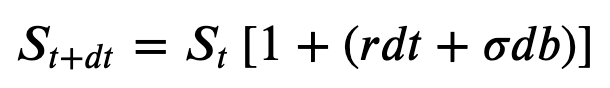 S_{t+dt} = S_t [1 + (rdt + σdb)]